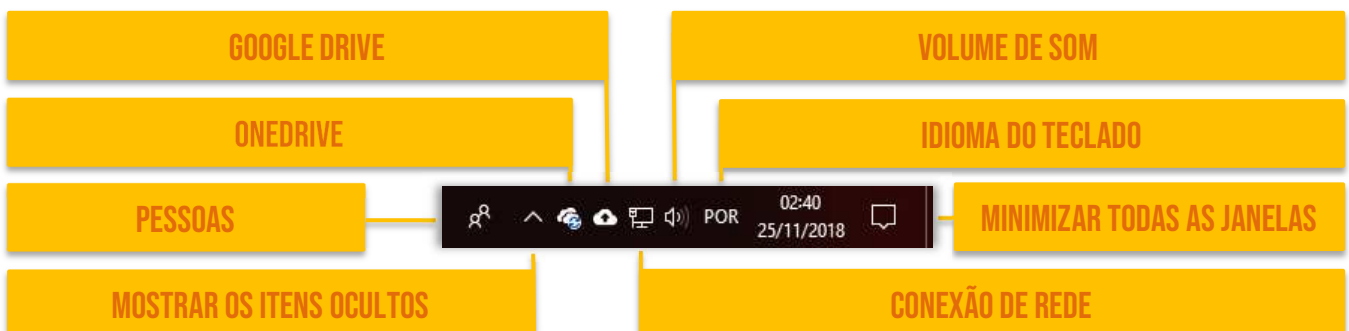 GOOGLE DRIVE
VOLUME DE SOM
ONEDRIVE
IDIOMA DO TECLADO
PESSOAS
POR
02:40
25/11/2018
MINIMIZAR TODAS AS JANELAS
MOSTRAR OS ITENS OCULTOS
CONEXÃO DE REDE